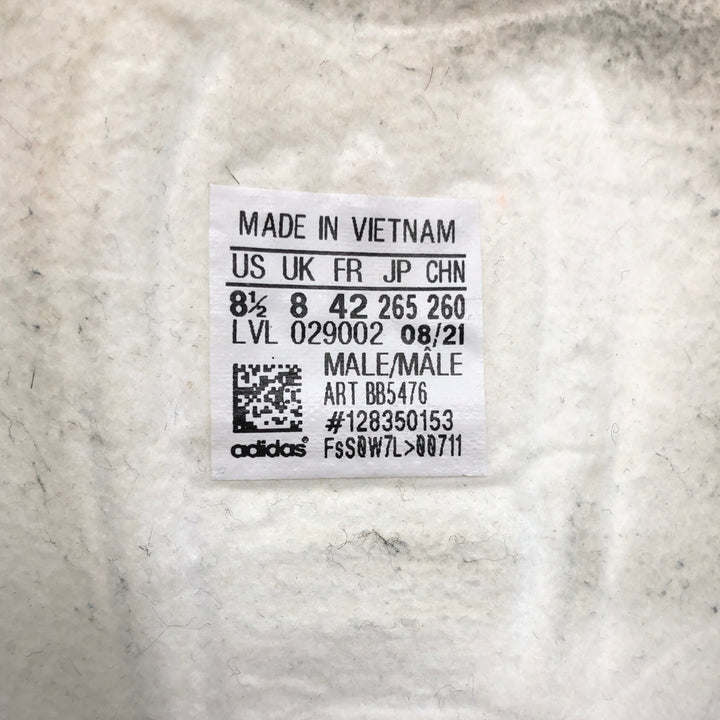 MADE IN VIETNAM
US UK FR JP CHN
8½ 8 42 265 260
LVL 029002 08/21
MALE/MÂLE
ART BB5476
#128350153
adidas FsS0W7L>00711